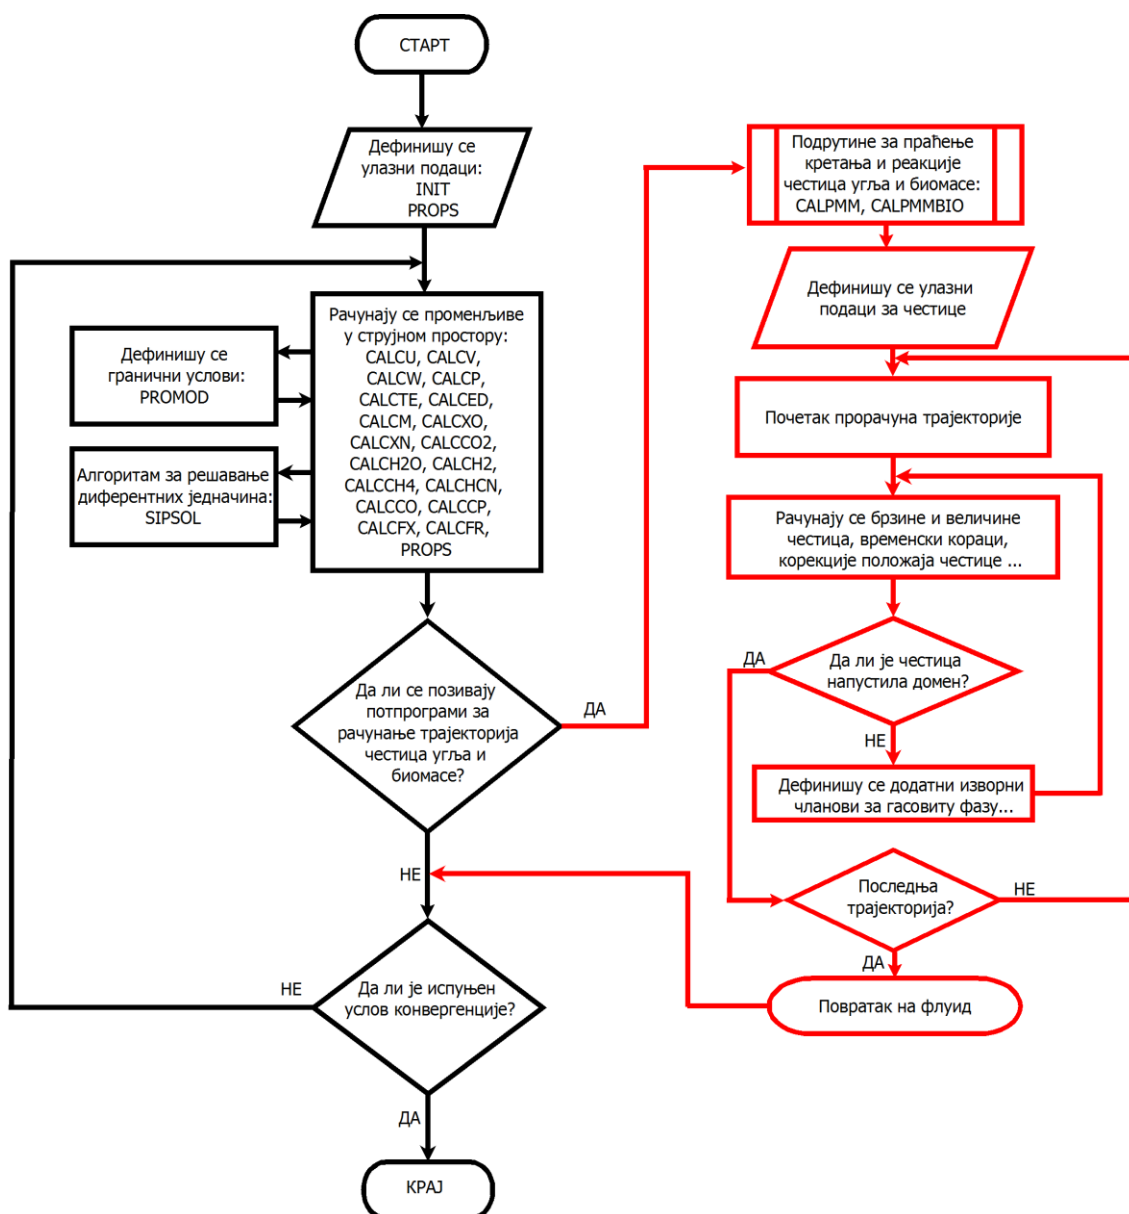 СТАРТ
Дефинишу се
улазни подаци:
INIT
PROPS
Рачунају се променљиве
у струјном простору:
CALCU, CALCV,
CALCW, CALCP,
CALCTE, CALCED,
CALCM, CALCXO,
CALCXN, CALCCO2,
CALCH2O, CALCH2,
CALCCH4, CALCHCN,
CALCCO, CALCCP,
CALCFX, CALCFR,
PROPS
Дефинишу се
гранични услови:
PROMOD
Алгоритам за решавање
диферентних једначина:
SIPSOL
Да ли се позивају
потпрограми за
рачунање трајекторија
честица угља и
биомасе?
ДА
НЕ
Да ли је испуњен
услов конвергенције?
НЕ
ДА
КРАЈ
Подрутине за праћење
кретања и реакције
честица угља и биомасе:
CALPMM, CALPMMBIO
Дефинишу се улазни
подаци за честице
Почетак прорачуна трајекторије
Рачунају се брзине и величине
честица, временски кораци,
корекције положаја честице ...
Да ли је честица
напустила домен?
ДА
НЕ
Дефинишу се додатни изворни
чланови за гасовиту фазу...
Последња
трајекторија?
НЕ
ДА
Повратак на флуид